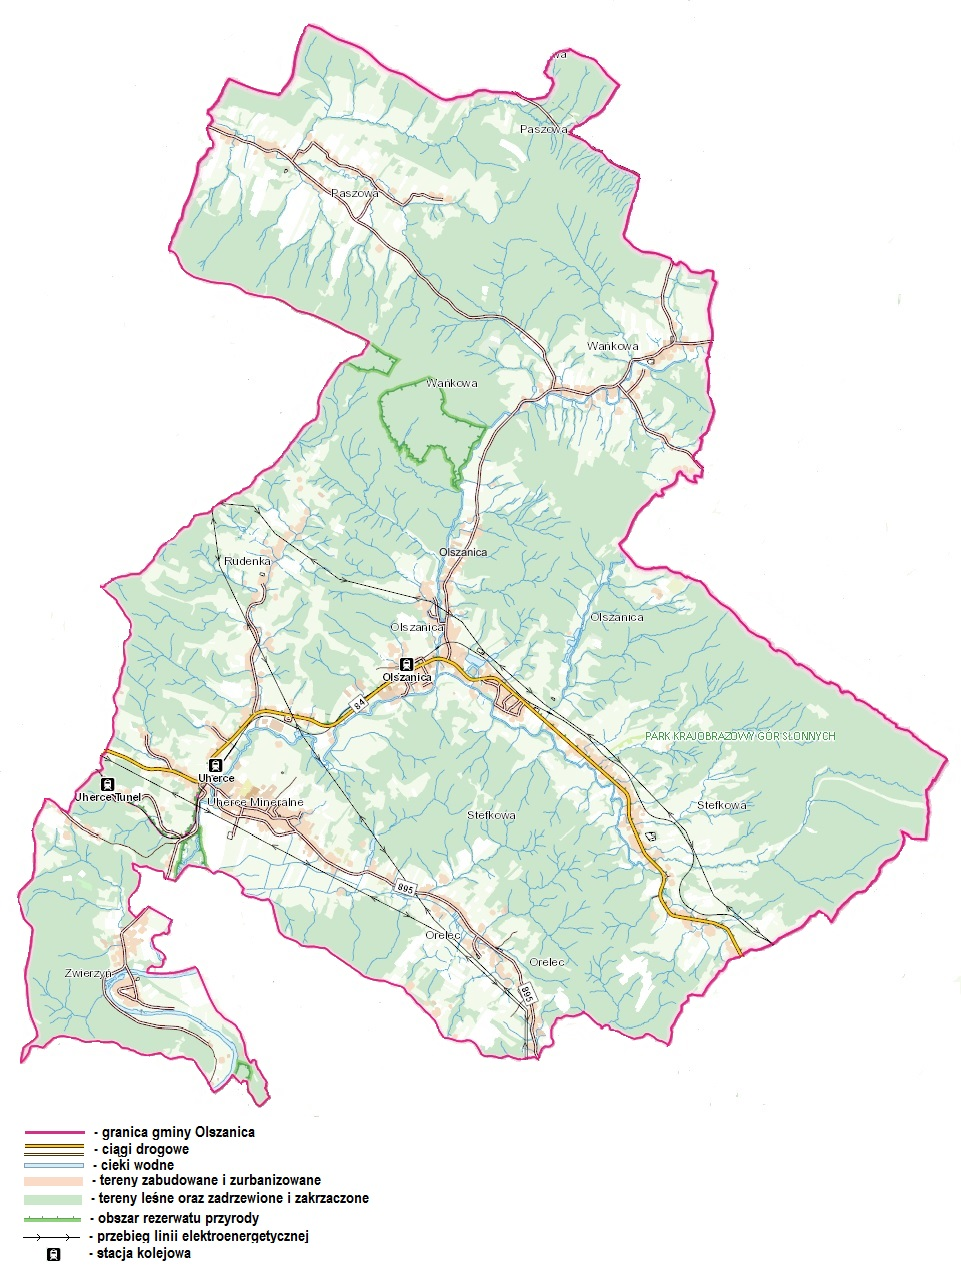 wa
Paszowa
Paszowa
Wańkowa
Wańkowa
Olszanica
Rudenka
Olszanica
Olszanica
Olszanica
84
PARK KRAJOBRAZOWY GÓR SŁONNYCH
Uherce
Uherce Tunel
Uherce Mineralne
Stefkowa
Stefkowa
895
Orelec
Orelec
Zwierzyń
895
- granica gminy Olszanica
- ciągi drogowe
- cieki wodne
- tereny zabudowane i zurbanizowane
- tereny leśne oraz zadrzewione i zakrzaczone
- obszar rezerwatu przyrody
- przebieg linii elektroenergetycznej
- stacja kolejowa